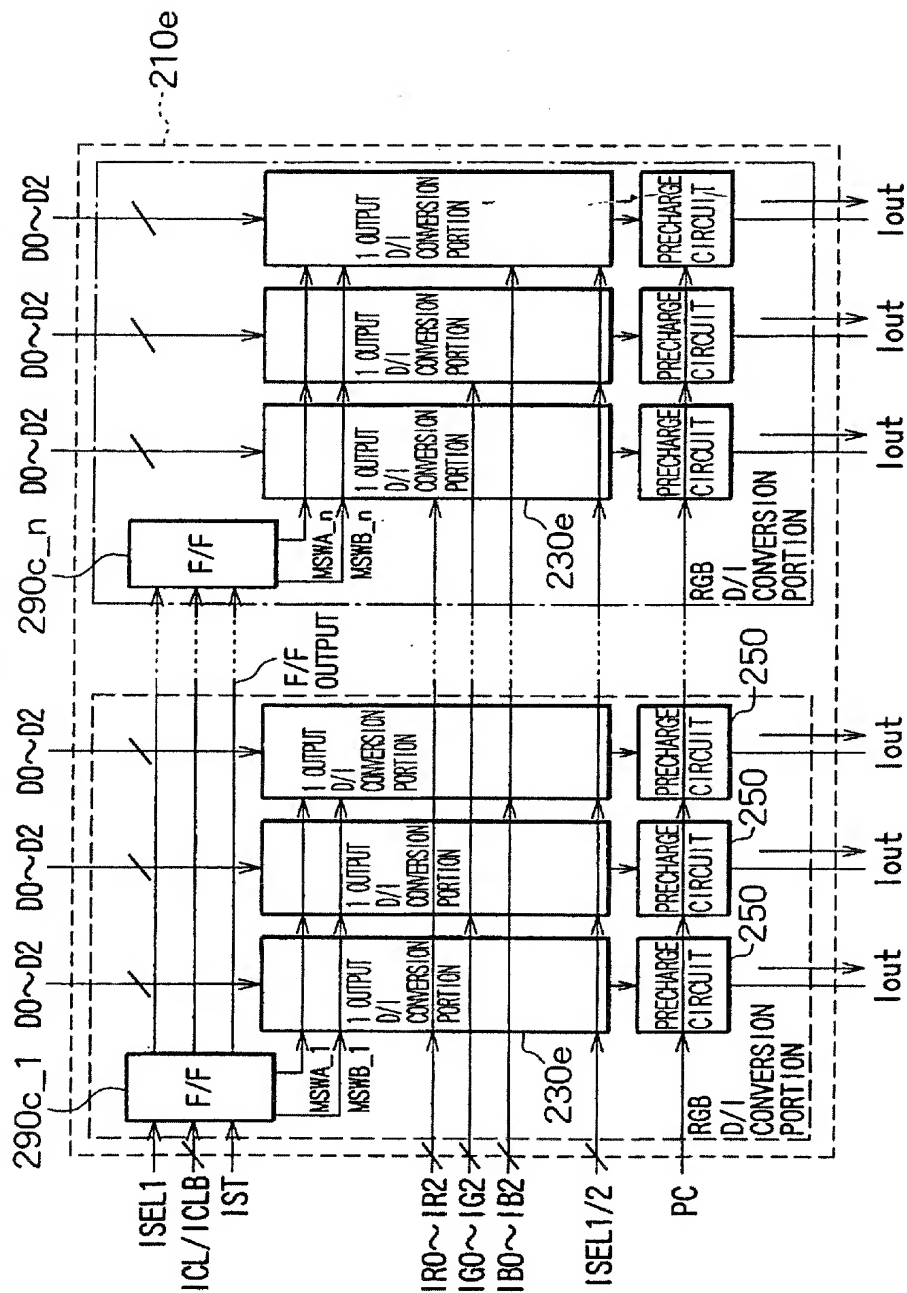 210e
D0~D2 D0~D2 D0~D2 D0~D2 D0~D2 D0~D2
290c_1
290c_n
ISEL1
ICL/ICLB
IST
F/F
F/F
F/F
OUTPUT
MSWA_1
MSWB_1
MSWA_n
MSWB_n
1 OUTPUT
D/I
CONVERSION
PORTION
1 OUTPUT
D/I
CONVERSION
PORTION
1 OUTPUT
D/I
CONVERSION
PORTION
1 OUTPUT
D/I
CONVERSION
PORTION
1 OUTPUT
D/I
CONVERSION
PORTION
1 OUTPUT
D/I
CONVERSION
PORTION
IR0~IR2
IG0~IG2
IB0~IB2
230e
230e
ISEL1/2
PC
PRECHARGE
CIRCUIT
PRECHARGE
CIRCUIT
PRECHARGE
CIRCUIT
PRECHARGE
CIRCUIT
PRECHARGE
CIRCUIT
PRECHARGE
CIRCUIT
250
250
250
RGB
D/I
CONVERSION
PORTION
RGB
D/I
CONVERSION
PORTION
Iout Iout Iout Iout Iout Iout